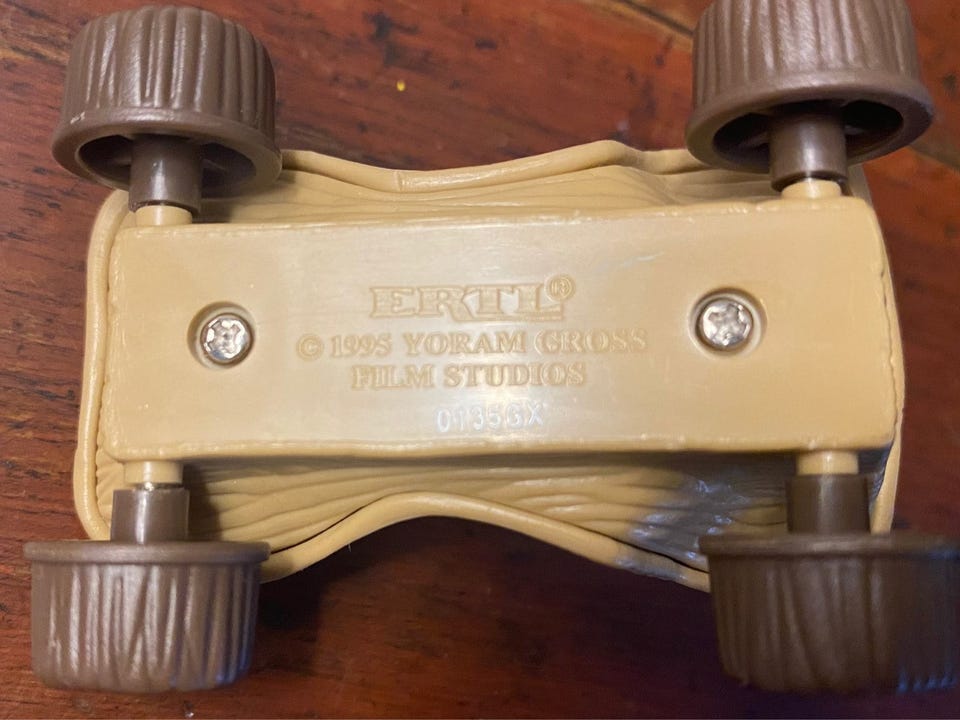 ERTL®
© 1995 YORAM GROSS
FILM STUDIOS
0135GX